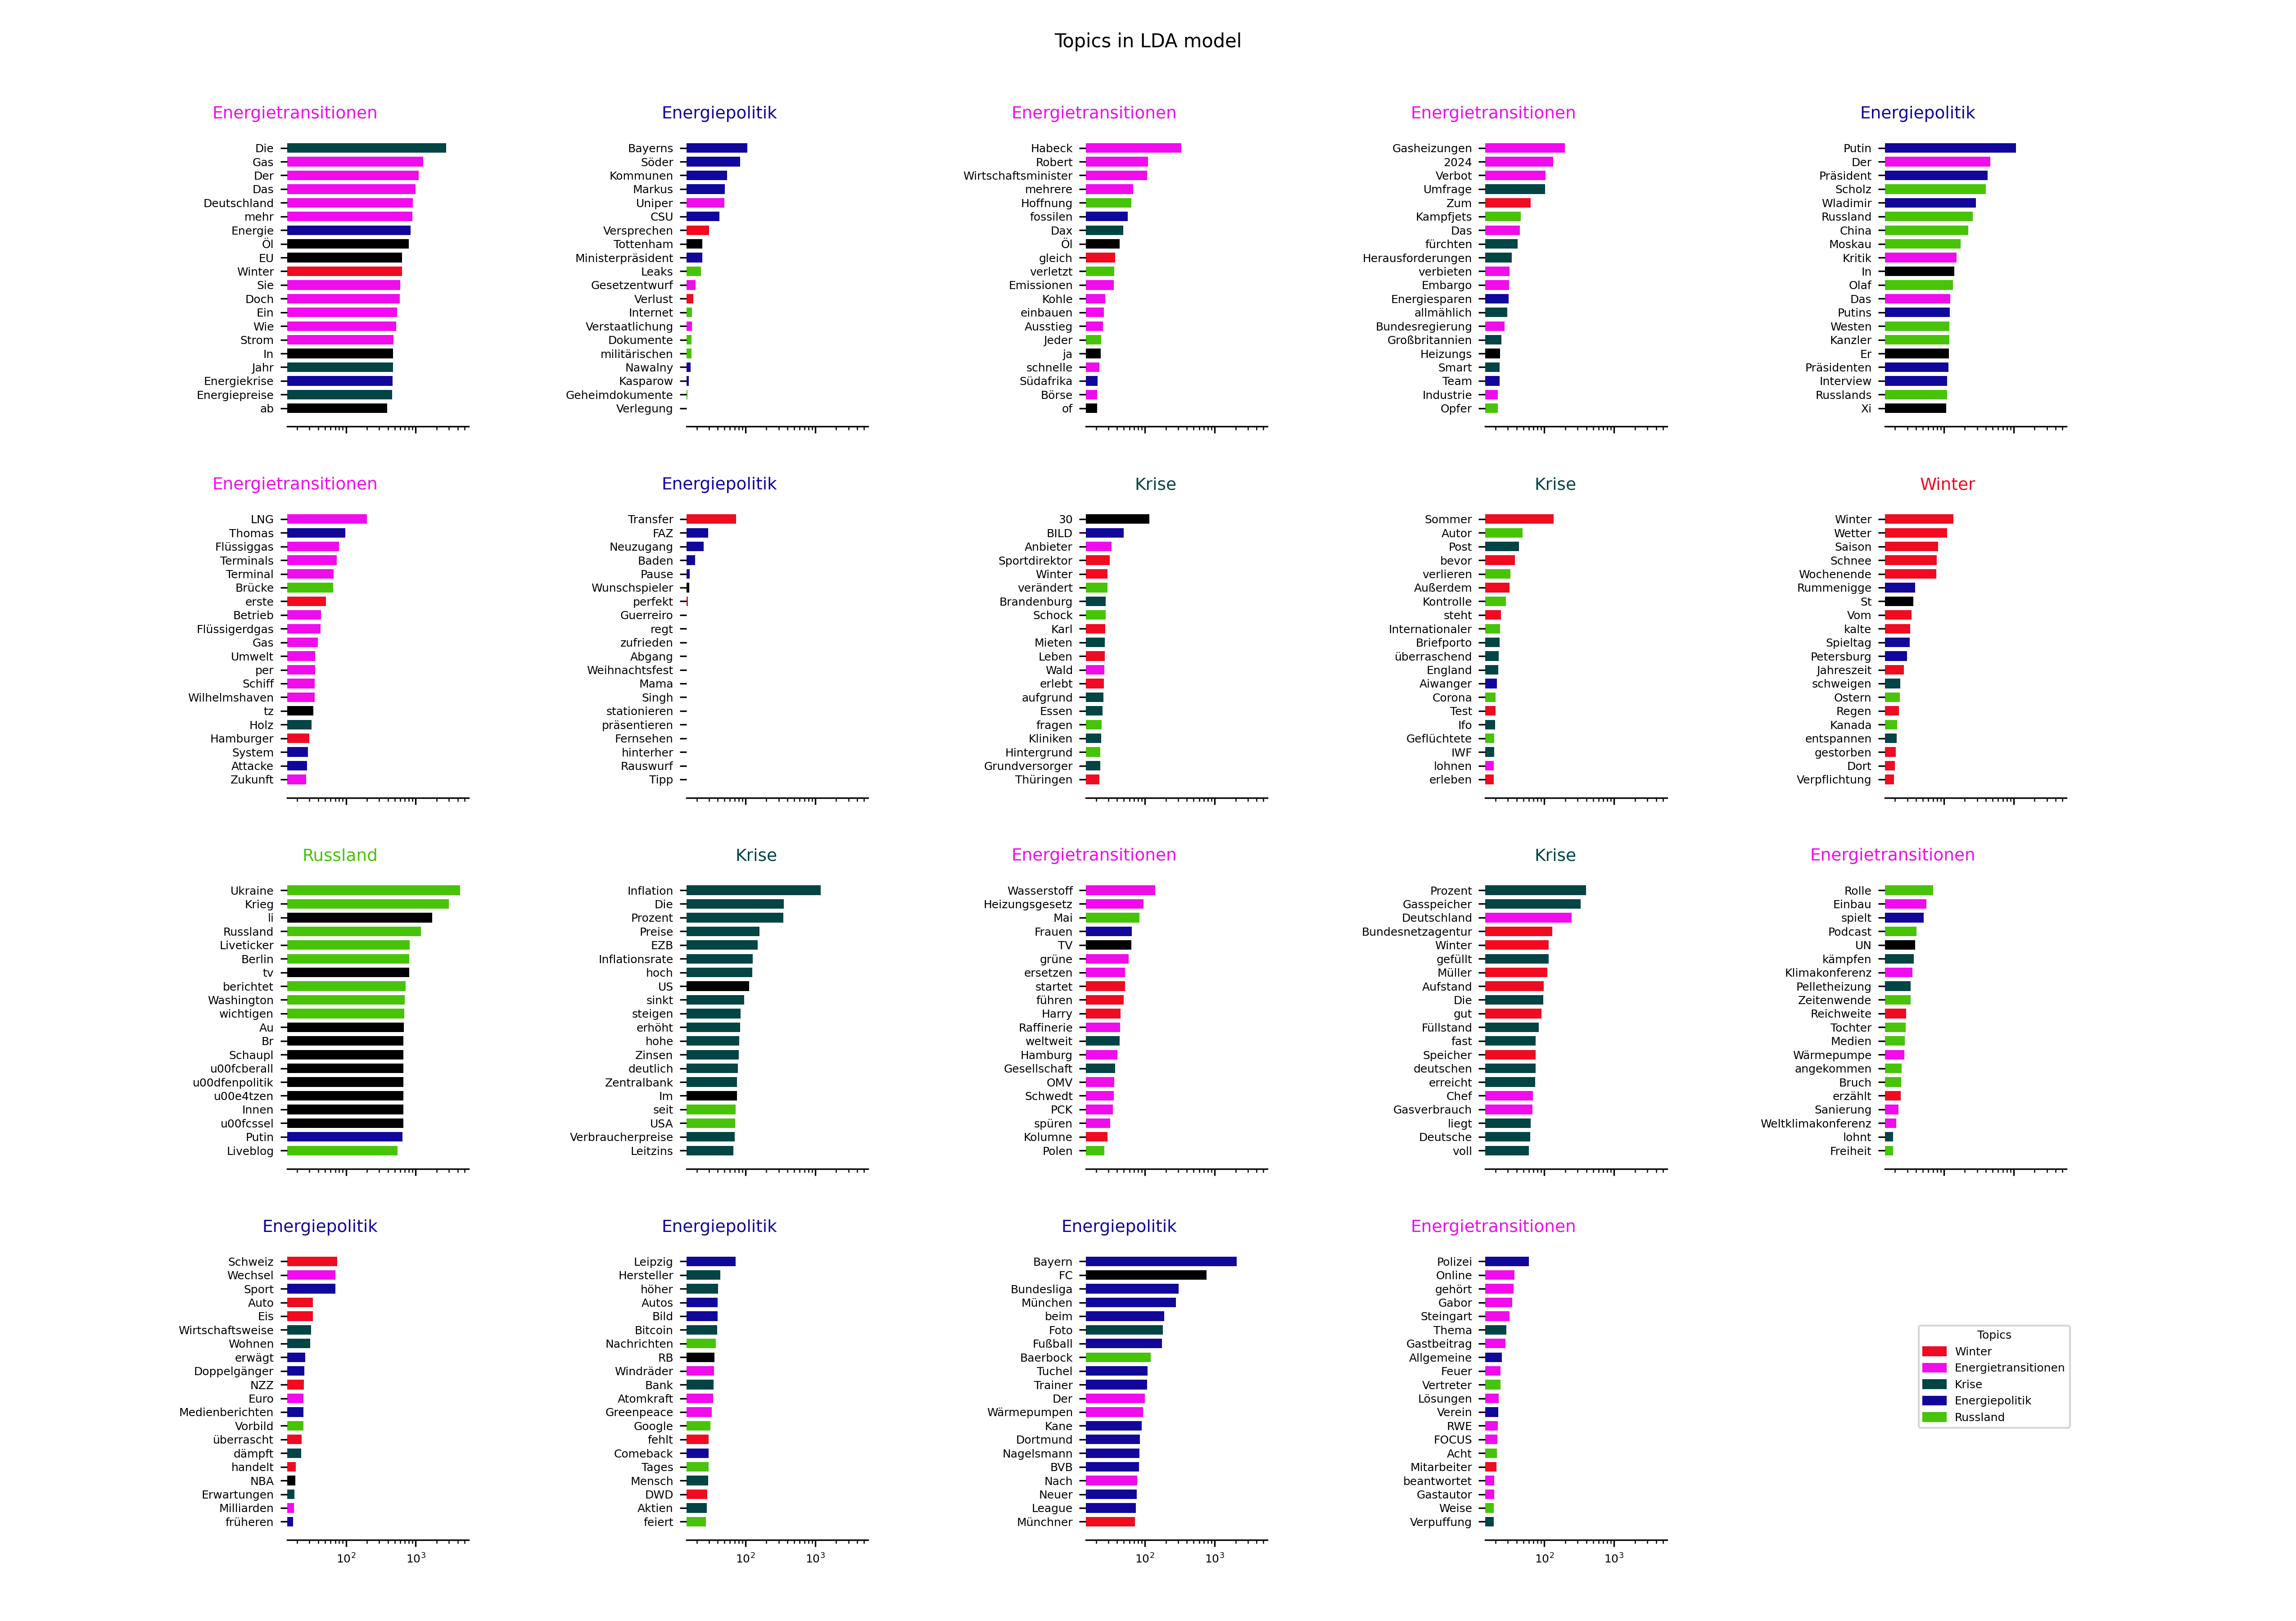 Topics in LDA model
Energietransitionen
Die
Gas
Der
Das
Deutschland
mehr
Energie
Öl
EU
Winter
Sie
Doch
Ein
Wie
Strom
In
Jahr
Energiekrise
Energiepreise
ab
Energiepolitik
Bayerns
Söder
Kommunen
Markus
Uniper
CSU
Versprechen
Tottenham
Ministerpräsident
Leaks
Gesetzentwurf
Verlust
Internet
Verstaatlichung
Dokumente
militärischen
Nawalny
Kasparow
Geheimdokumente
Verlegung
Energietransitionen
Habeck
Robert
Wirtschaftsminister
mehrere
Hoffnung
fossilen
Dax
Öl
gleich
verletzt
Emissionen
Kohle
einbauen
Ausstieg
Jeder
ja
schnelle
Südafrika
Börse
of
Energietransitionen
Gasheizungen
2024
Verbot
Umfrage
Zum
Kampfjets
Das
fürchten
Herausforderungen
verbieten
Embargo
Energiesparen
allmählich
Bundesregierung
Großbritannien
Heizungs
Smart
Team
Industrie
Opfer
Energiepolitik
Putin
Der
Präsident
Scholz
Wladimir
Russland
China
Moskau
Kritik
In
Olaf
Das
Putins
Westen
Kanzler
Er
Präsidenten
Interview
Russlands
Xi
Energietransitionen
LNG
Thomas
Flüssiggas
Terminals
Terminal
Brücke
erste
Betrieb
Flüssigerdgas
Gas
Umwelt
per
Schiff
Wilhelmshaven
tz
Holz
Hamburger
System
Attacke
Zukunft
Energiepolitik
Transfer
FAZ
Neuzugang
Baden
Pause
Wunschspieler
perfekt
Guerreiro
regt
zufrieden
Abgang
Weihnachtsfest
Mama
Singh
stationieren
präsentieren
Fernsehen
hinterher
Rauswurf
Tipp
Krise
30
BILD
Anbieter
Sportdirektor
Winter
verändert
Brandenburg
Schock
Karl
Mieten
Leben
Wald
erlebt
aufgrund
Essen
fragen
Kliniken
Hintergrund
Grundversorger
Thüringen
Krise
Sommer
Autor
Post
bevor
verlieren
Außerdem
Kontrolle
steht
Internationaler
Briefporto
überraschend
England
Aiwanger
Corona
Test
Ifo
Geflüchtete
IWF
lohnen
erleben
Winter
Winter
Wetter
Saison
Schnee
Wochenende
Rummenigge
St
Vom
kalte
Spieltag
Petersburg
Jahreszeit
schweigen
Ostern
Regen
Kanada
entspannen
gestorben
Dort
Verpflichtung
Russland
Ukraine
Krieg
li
Russland
Liveticker
Berlin
tv
berichtet
Washington
wichtigen
Au
Br
Schaupl
u00fcberall
u00dfenpolitik
u00e4tzen
Innen
u00fcssel
Putin
Liveblog
Krise
Inflation
Die
Prozent
Preise
EZB
Inflationsrate
hoch
US
sinkt
steigen
erhöht
hohe
Zinsen
deutlich
Zentralbank
Im
seit
USA
Verbraucherpreise
Leitzins
Energietransitionen
Wasserstoff
Heizungsgesetz
Mai
Frauen
TV
grüne
ersetzen
startet
führen
Harry
Raffinerie
weltweit
Hamburg
Gesellschaft
OMV
Schwedt
PCK
spüren
Kolumne
Polen
Krise
Prozent
Gasspeicher
Deutschland
Bundesnetzagentur
Winter
gefüllt
Müller
Aufstand
Die
gut
Füllstand
fast
Speicher
deutschen
erreicht
Chef
Gasverbrauch
liegt
Deutsche
voll
Energietransitionen
Rolle
Einbau
spielt
Podcast
UN
kämpfen
Klimakonferenz
Pelletheizung
Zeitenwende
Reichweite
Tochter
Medien
Wärmepumpe
angekommen
Bruch
erzählt
Sanierung
Weltklimakonferenz
lohnt
Freiheit
Energiepolitik
Schweiz
Wechsel
Sport
Auto
Eis
Wirtschaftsweise
Wohnen
erwägt
Doppelgänger
NZZ
Euro
Medienberichten
Vorbild
überrascht
dämpft
handelt
NBA
Erwartungen
Milliarden
früheren
10² 10³
Energiepolitik
Leipzig
Hersteller
höher
Autos
Bild
Bitcoin
Nachrichten
RB
Windräder
Bank
Atomkraft
Greenpeace
Google
fehlt
Comeback
Tages
Mensch
DWD
Aktien
feiert
10² 10³
Energiepolitik
Bayern
FC
Bundesliga
München
beim
Foto
Fußball
Baerbock
Tuchel
Trainer
Der
Wärmepumpen
Kane
Dortmund
Nagelsmann
BVB
Nach
Neuer
League
Münchner
10² 10³
Energietransitionen
Polizei
Online
gehört
Gabor
Steingart
Thema
Gastbeitrag
Allgemeine
Feuer
Vertreter
Lösungen
Verein
RWE
FOCUS
Acht
Mitarbeiter
beantwortet
Gastautor
Weise
Verpuffung
10² 10³
Topics
Winter
Energietransitionen
Krise
Energiepolitik
Russland